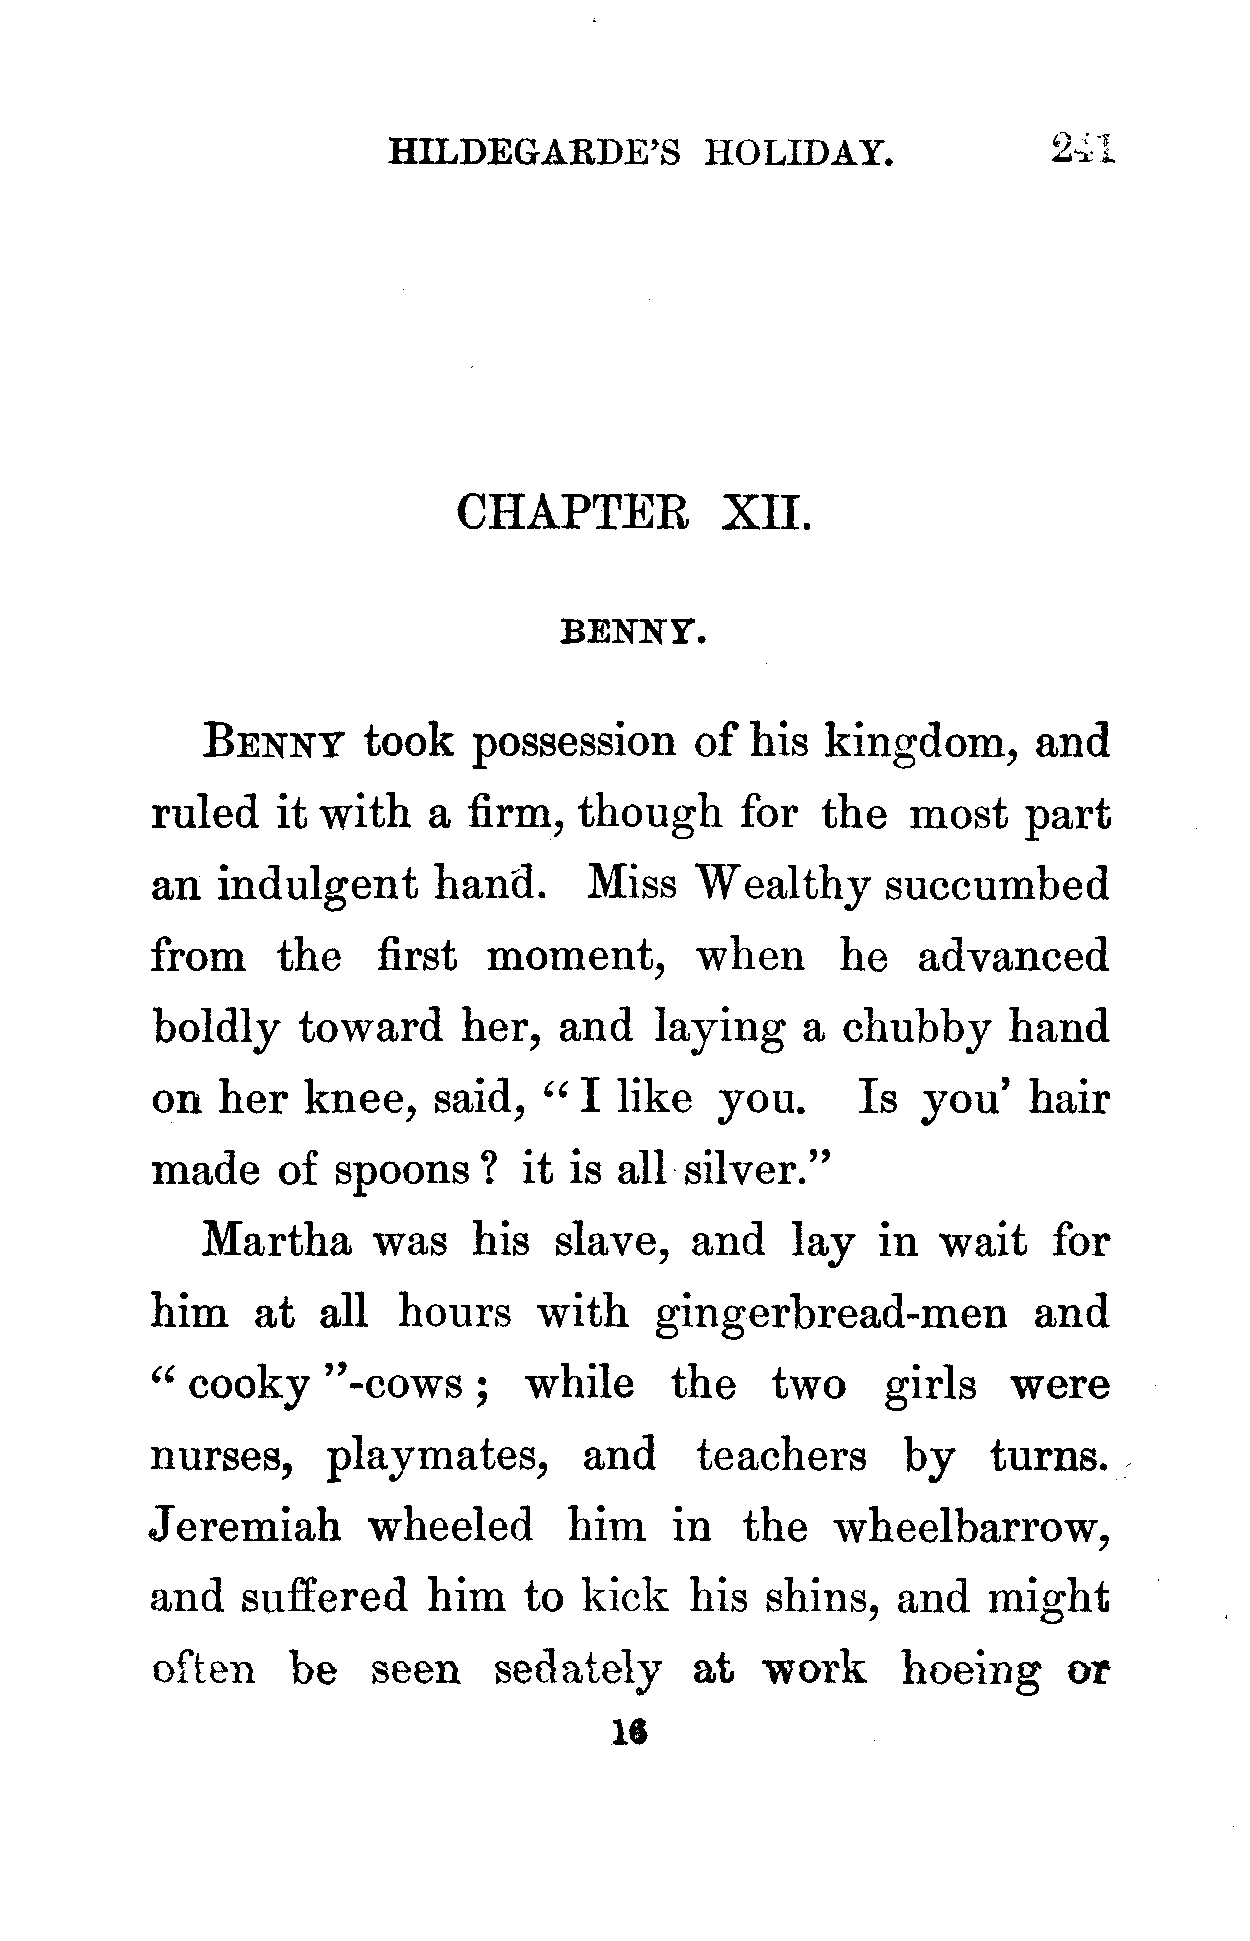 HILDEGARDE'S HOLIDAY. 241
CHAPTER XII.
BENNY.
BENNY took possession of his kingdom, and
ruled it with a firm, though for the most part
an indulgent hand. Miss Wealthy succumbed
from the first moment, when he advanced
boldly toward her, and laying a chubby hand
on her knee, said, “I like you. Is you' hair
made of spoons? it is all silver.”
Martha was his slave, and lay in wait for
him at all hours with gingerbread-men and
“cooky”-cows; while the two girls were
nurses, playmates, and teachers by turns.
Jeremiah wheeled him in the wheelbarrow,
and suffered him to kick his shins, and might
often be seen sedately at work hoeing or
16